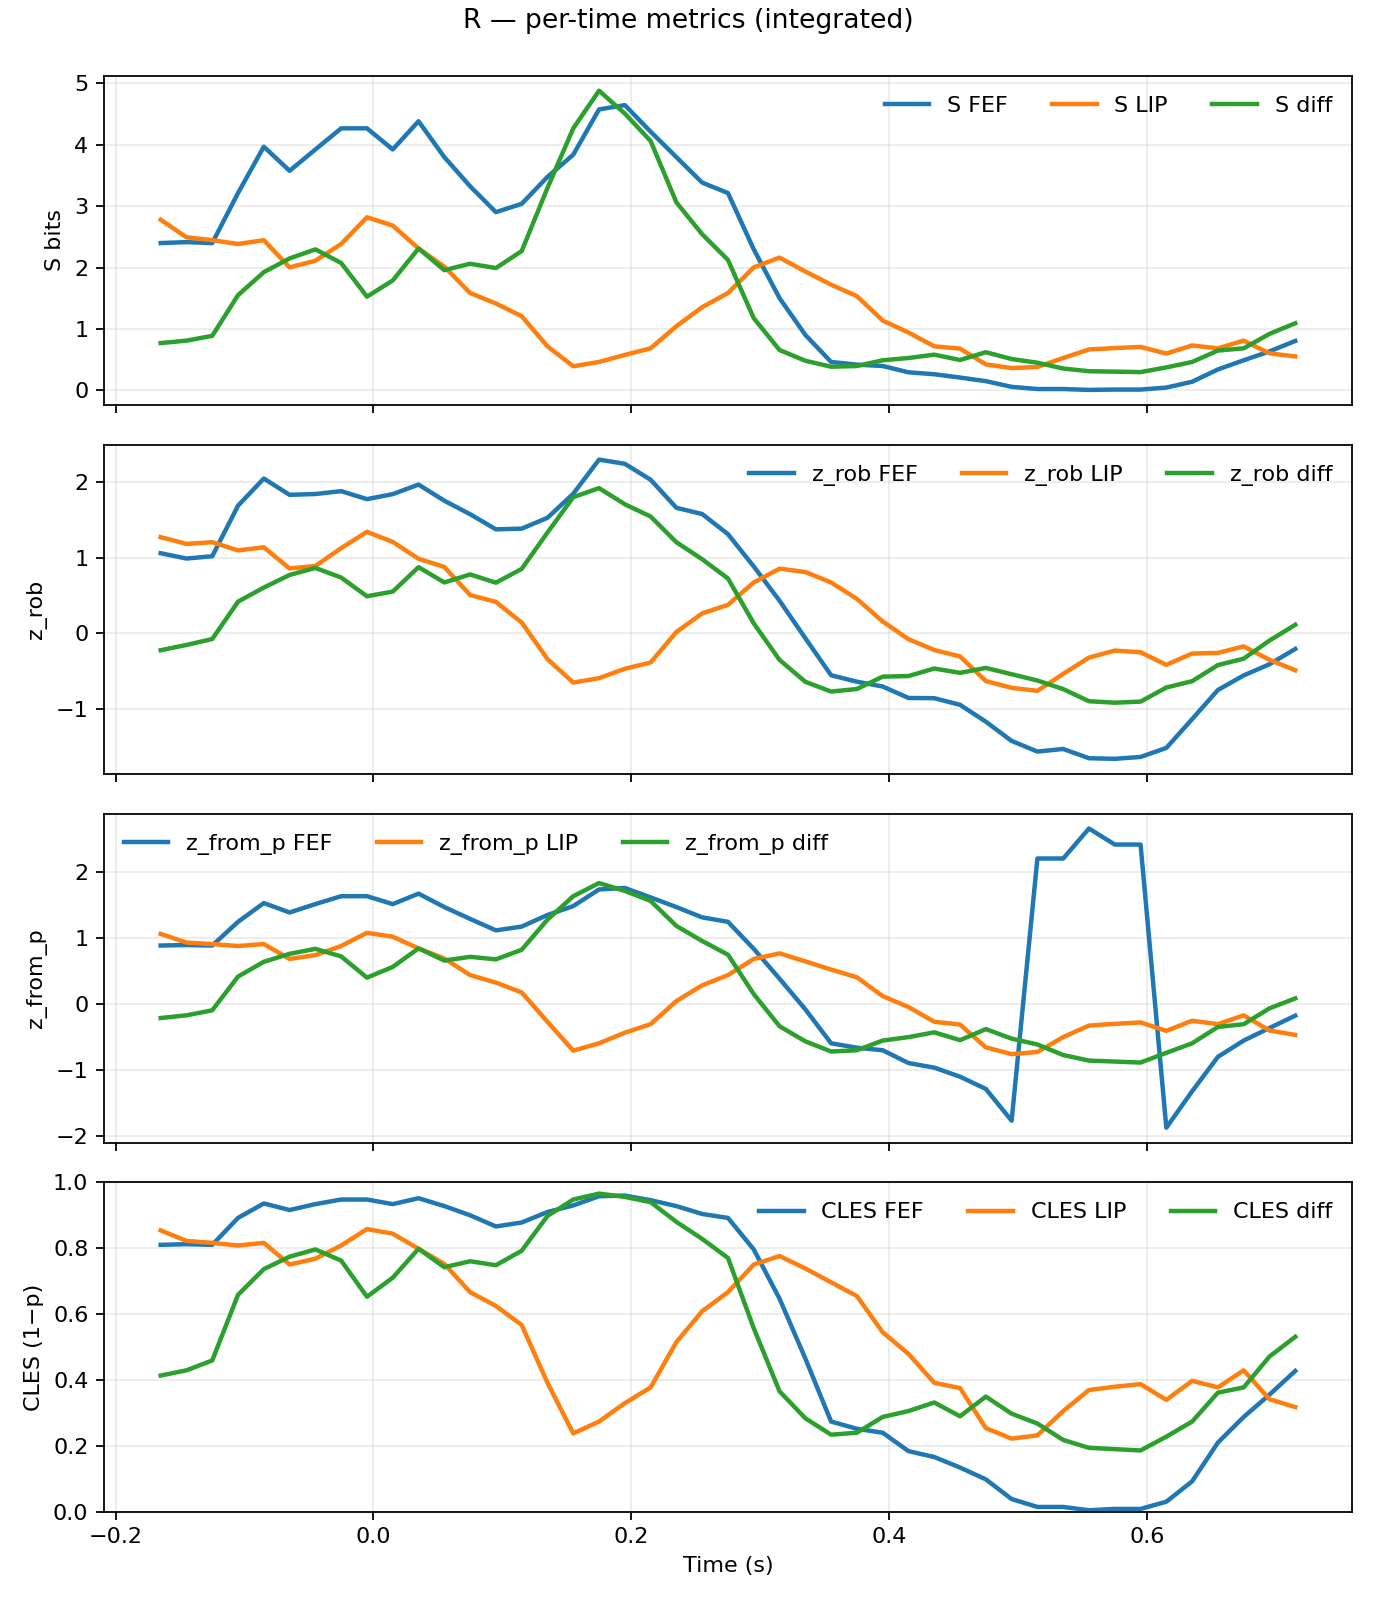 R — per-time metrics (integrated)
S FEF S LIP S diff
5
4
3
2
1
0
S bits
z_rob FEF z_rob LIP z_rob diff
2
1
0
−1
z_rob
z_from_p FEF z_from_p LIP z_from_p diff
2
1
0
−1
−2
z_from_p
CLES FEF CLES LIP CLES diff
1.0
0.8
0.6
0.4
0.2
0.0
CLES (1−p)
−0.2 0.0 0.2 0.4 0.6
Time (s)